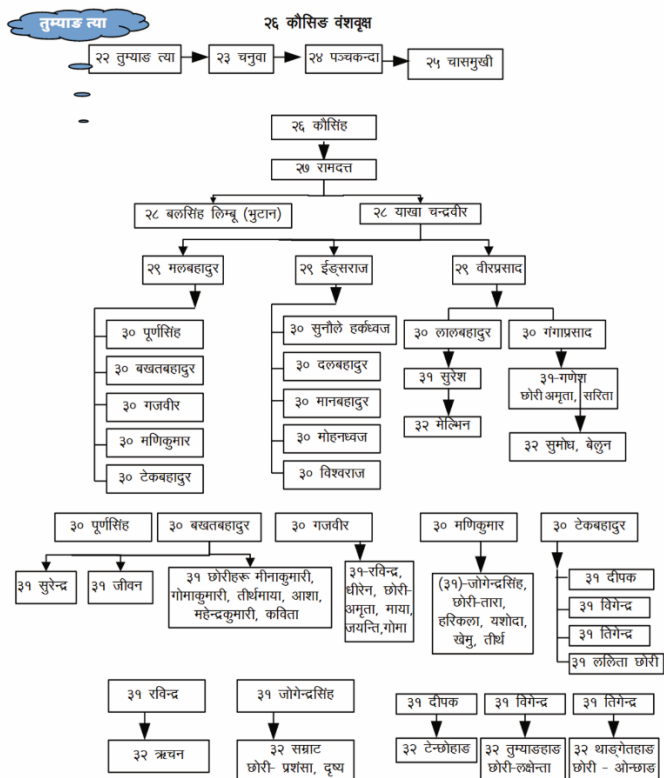 तुम्याङ त्या
२६ कौसिङ वंशवृक्ष
२२ तुम्याङ त्या
२३ चनुवा
२४ पञ्चकन्दा
२५ चासमुखी
२६ कौसिंह
२७ रामदत्त
२८ बलसिंह लिम्बू (भुटान)
२८ याखा चन्द्रवीर
२९ मलबहादुर
२९ ईङ्सराज
२९ वीरप्रसाद
३० पूर्णसिंह
३० बखतबहादुर
३० गजवीर
३० मणिकुमार
३० टेकबहादुर
३० सुनौले हर्कध्वज
३० दलबहादुर
३० मानबहादुर
३० मोहनध्वज
३० विश्वराज
३० लालबहादुर
३० गंगाप्रसाद
३१ सुरेश
३१-गणेश
छोरी अमृता, सरिता
३२ मेल्भिन
३२ सुमोध, बेलुन
३० पूर्णसिंह
३० बखतबहादुर
३० गजवीर
३० मणिकुमार
३० टेकबहादुर
३१ सुरेन्द्र
३१ जीवन
३१ छोरीहरू मीनाकुमारी,
गोमाकुमारी, तीर्थमाया, आशा,
महेन्द्रकुमारी, कविता
३१-रविन्द्र,
धीरेन, छोरी-
अमृता, माया,
जयन्ति,गोमा
(३१)-जोगेन्द्रसिंह,
छोरी-तारा,
हरिकला, यशोदा,
खेमु, तीर्थ
३१ दीपक
३१ विगेन्द्र
३१ तिगेन्द्र
३१ ललिता छोरी
३१ रविन्द्र
३१ जोगेन्द्रसिंह
३१ दीपक
३१ विगेन्द्र
३१ तिगेन्द्र
३२ ऋचन
३२ सम्राट
छोरी- प्रशंसा, दृष्य
३२ टेन्छोहाङ
३२ तुम्याङहाङ
छोरी-लक्षेन्ता
३२ थाङ्गेतहाङ
छोरी - ओन्छाङ